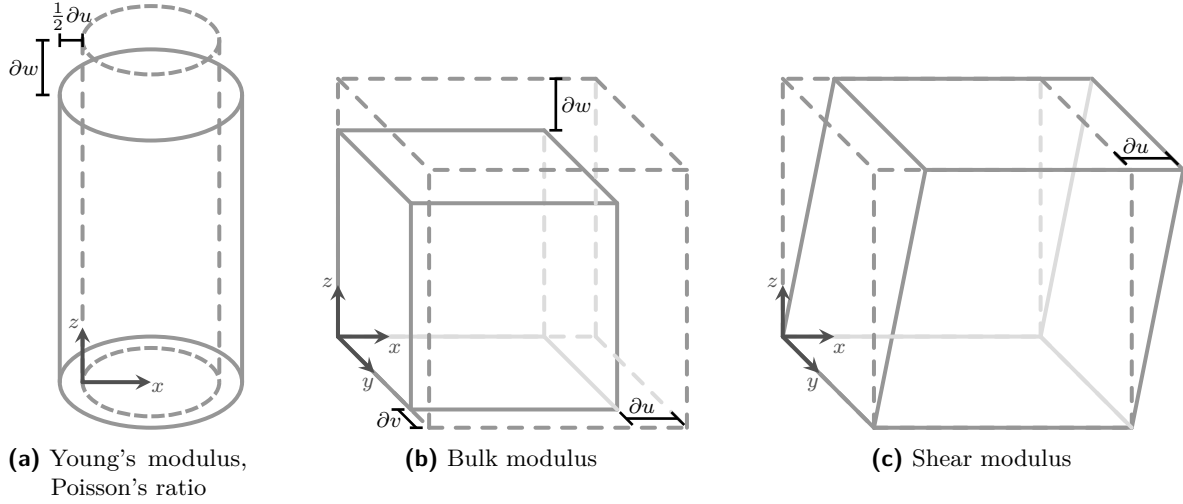 ½∂u
∂w
z
x
(a) Young's modulus,
Poisson's ratio
∂w
z
x
y
∂v
∂u
(b) Bulk modulus
∂u
z
x
y
(c) Shear modulus